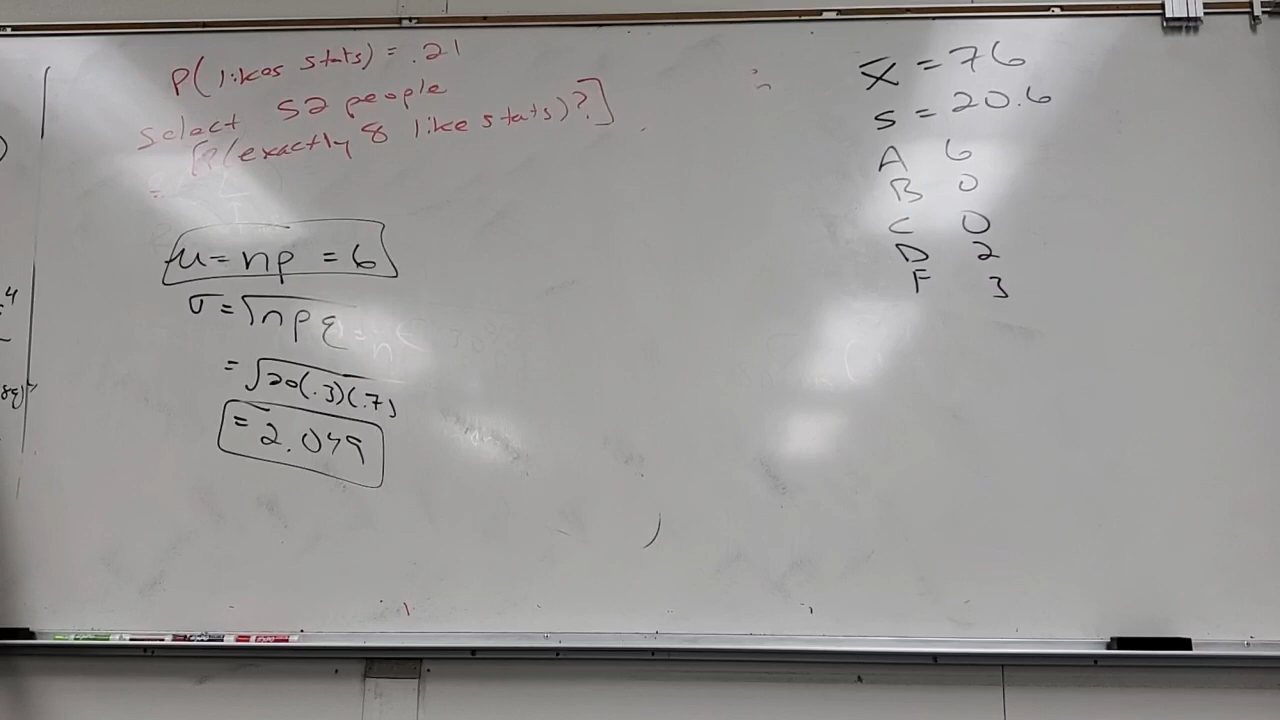 P(likes stats) = .21
select 52 people
[P(exactly 8 like stats)?]
=
μ = np = 6
σ = √npq
= √20(.3)(.7)
= 2.049
x̄ = 76
s = 20.6
A 6
B 0
C 0
D 2
F 3